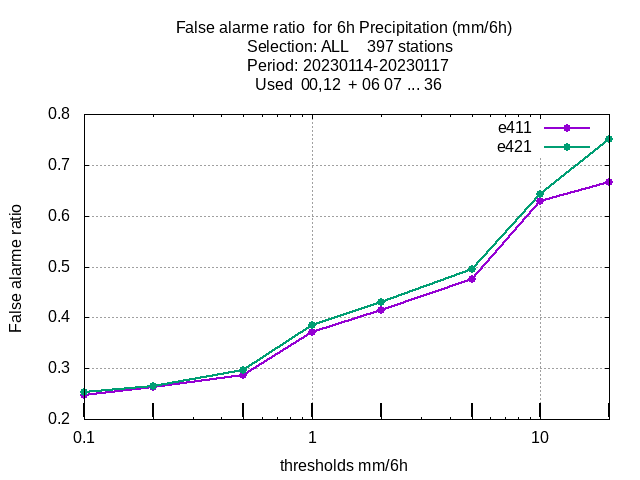 False alarme ratio  for 6h Precipitation (mm/6h)
Selection: ALL    397 stations
Period: 20230114-20230117
Used  00,12  + 06 07 ... 36
e411
e421
0.8
0.7
0.6
0.5
0.4
0.3
0.2
False alarme ratio
0.1
1
10
thresholds mm/6h